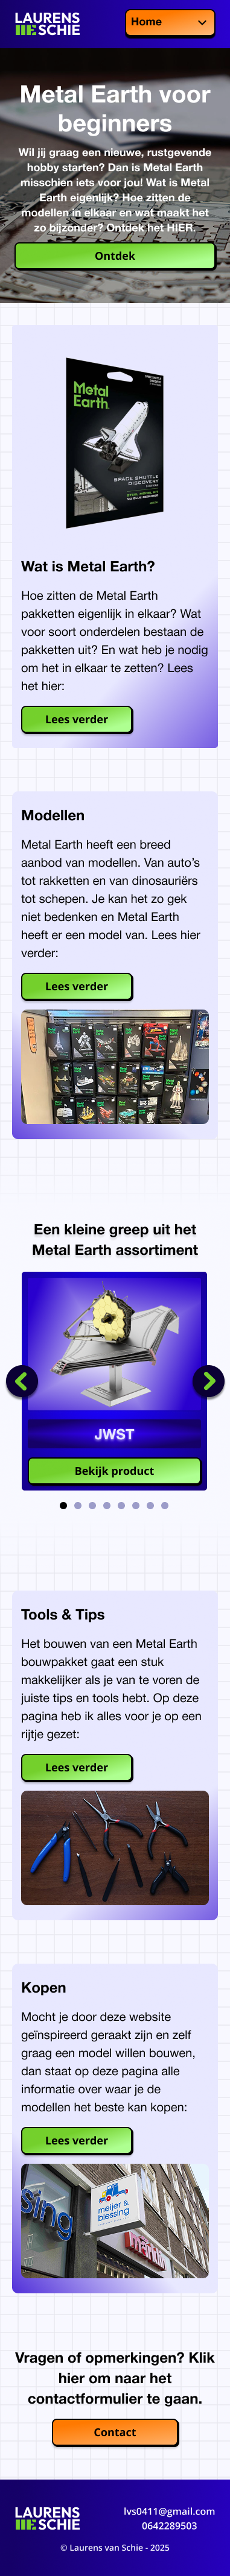 LAURENS
SCHIE
Home
Metal Earth voor
beginners
Wil jij graag een nieuwe, rustgevende
hobby starten? Dan is Metal Earth
misschien iets voor jou! Wat is Metal
Earth eigenlijk? Hoe zitten de
modellen in elkaar en wat maakt het
zo bijzonder? Ontdek het HIER.
Ontdek
Metal
Earth
SPACE SHUTTLE
DISCOVERY
Wat is Metal Earth?
Hoe zitten de Metal Earth
pakketten eigenlijk in elkaar? Wat
voor soort onderdelen bestaan de
pakketten uit? En wat heb je nodig
om het in elkaar te zetten? Lees
het hier:
Lees verder
Modellen
Metal Earth heeft een breed
aanbod van modellen. Van auto's
tot rakketten en van dinosauriërs
tot schepen. Je kan het zo gek
niet bedenken en Metal Earth
heeft er een model van. Lees hier
verder:
Lees verder
Een kleine greep uit het
Metal Earth assortiment
JWST
Bekijk product
Tools & Tips
Het bouwen van een Metal Earth
bouwpakket gaat een stuk
makkelijker als je van te voren de
juiste tips en tools hebt. Op deze
pagina heb ik alles voor je op een
rijtje gezet:
Lees verder
Kopen
Mocht je door deze website
geïnspireerd geraakt zijn en zelf
graag een model willen bouwen,
dan staat op deze pagina alle
informatie over waar je de
modellen het beste kan kopen:
Lees verder
sing
meijer &
blessing
Vragen of opmerkingen? Klik
hier om naar het
contactformulier te gaan.
Contact
LAURENS
SCHIE
lvs0411@gmail.com
0642289503
© Laurens van Schie - 2025